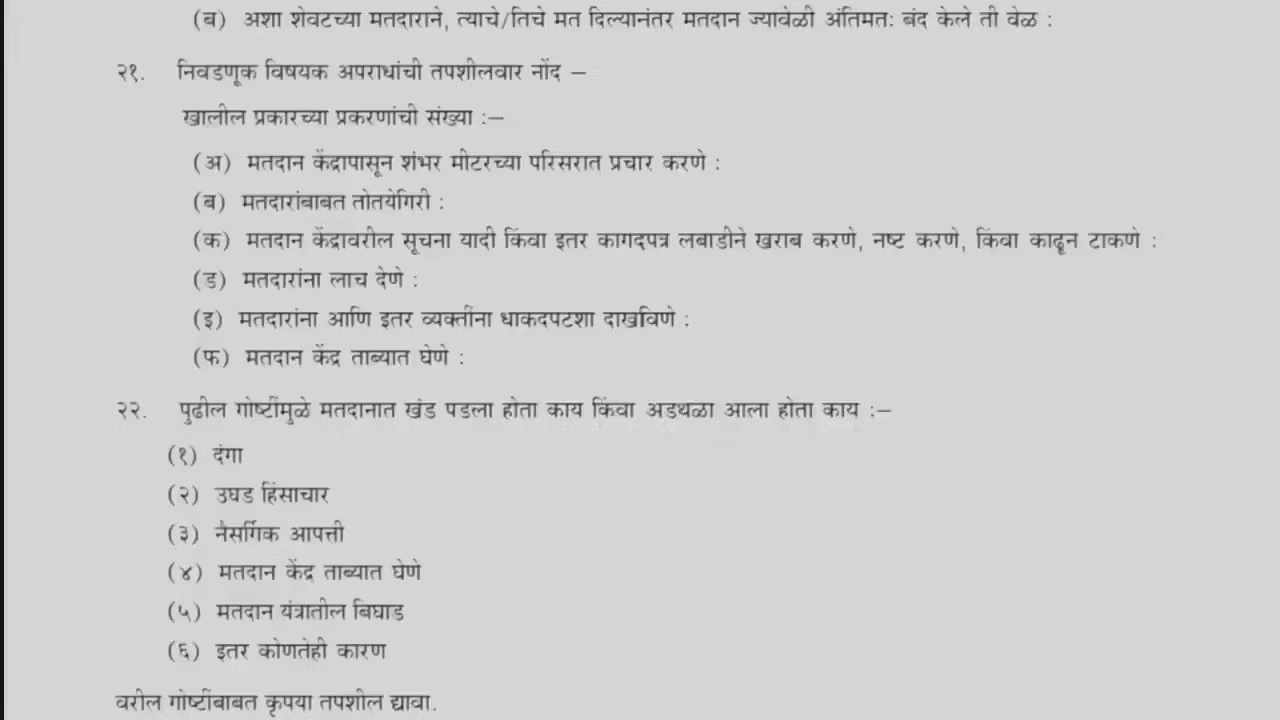 (ब) अशा शेवटच्या मतदाराने, त्याचे/तिचे मत दिल्यानंतर मतदान ज्यावेळी अंतिमतः बंद केले ती वेळ :
२१. निवडणूक विषयक अपराधांची तपशीलवार नोंद –
खालील प्रकारच्या प्रकरणांची संख्या :–
(अ) मतदान केंद्रापासून शंभर मीटरच्या परिसरात प्रचार करणे :
(ब) मतदारांबाबत तोतयेगिरी :
(क) मतदान केंद्रावरील सूचना यादी किंवा इतर कागदपत्र लबाडीने खराब करणे, नष्ट करणे, किंवा काढून टाकणे :
(ड) मतदारांना लाच देणे :
(इ) मतदारांना आणि इतर व्यक्तींना धाकदपटशा दाखविणे :
(फ) मतदान केंद्र ताब्यात घेणे :
२२. पुढील गोष्टींमुळे मतदानात खंड पडला होता काय किंवा अडथळा आला होता काय :–
(१) दंगा
(२) उघड हिंसाचार
(३) नैसर्गिक आपत्ती
(४) मतदान केंद्र ताब्यात घेणे
(५) मतदान यंत्रातील बिघाड
(६) इतर कोणतेही कारण
वरील गोष्टींबाबत कृपया तपशील द्यावा.